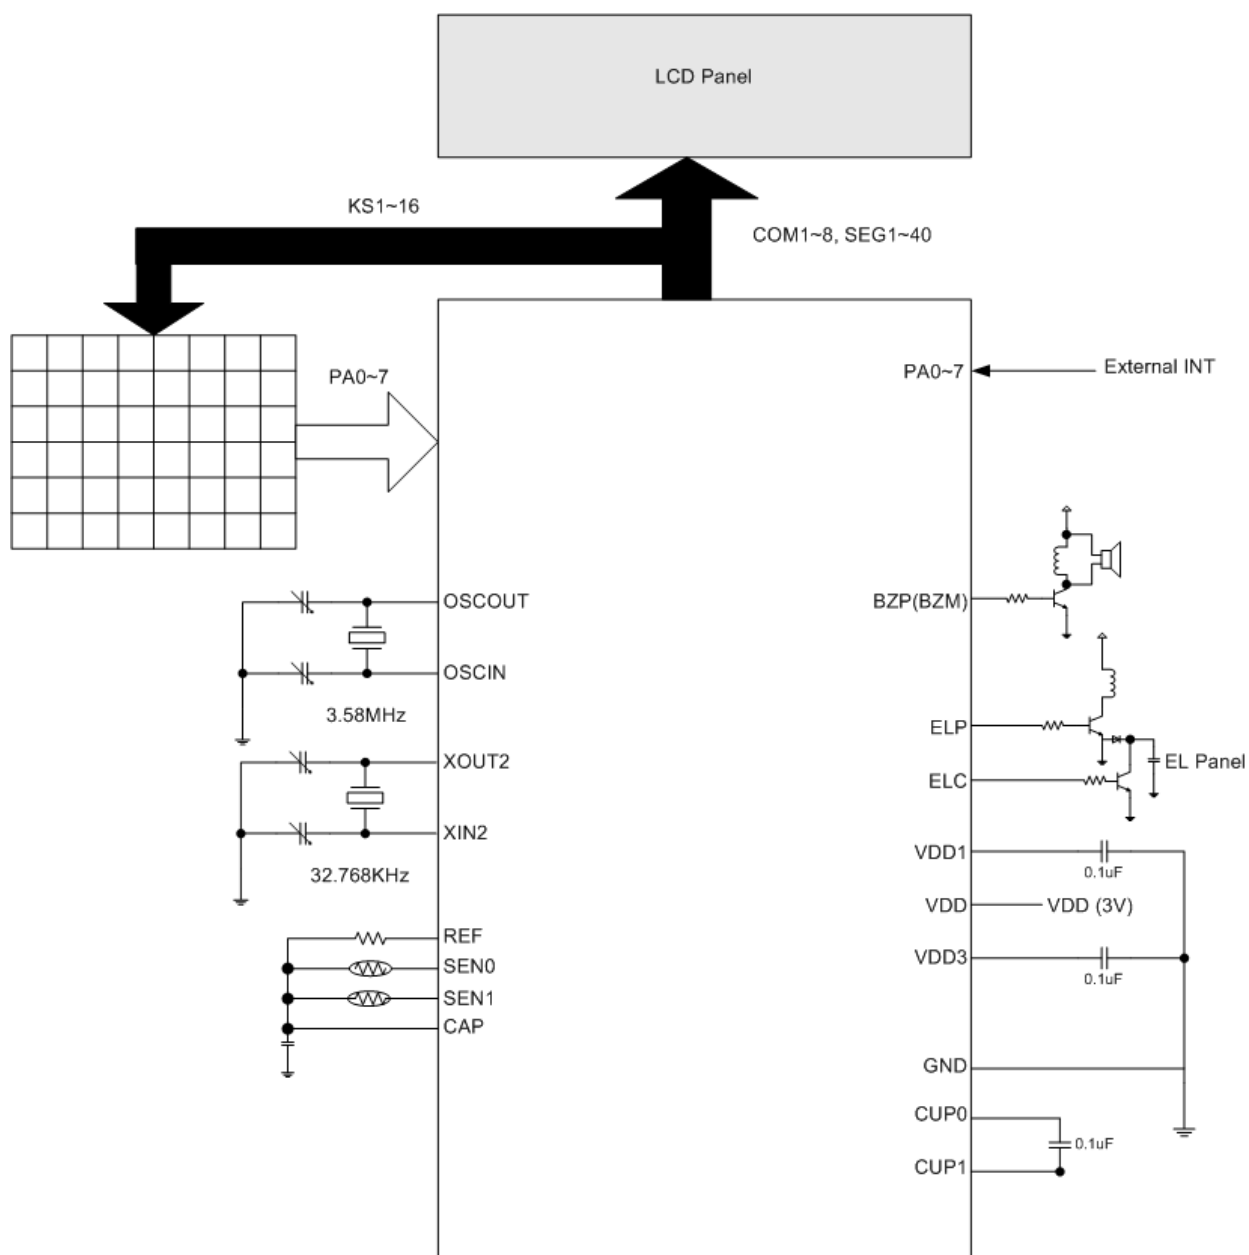 LCD Panel
KS1~16
COM1~8, SEG1~40
PA0~7
PA0~7
External INT
OSCOUT
BZP(BZM)
OSCIN
3.58MHz
ELP
XOUT2
EL Panel
ELC
XIN2
VDD1
0.1uF
32.768KHz
VDD
VDD (3V)
REF
VDD3
SEN0
0.1uF
SEN1
CAP
GND
CUP0
0.1uF
CUP1